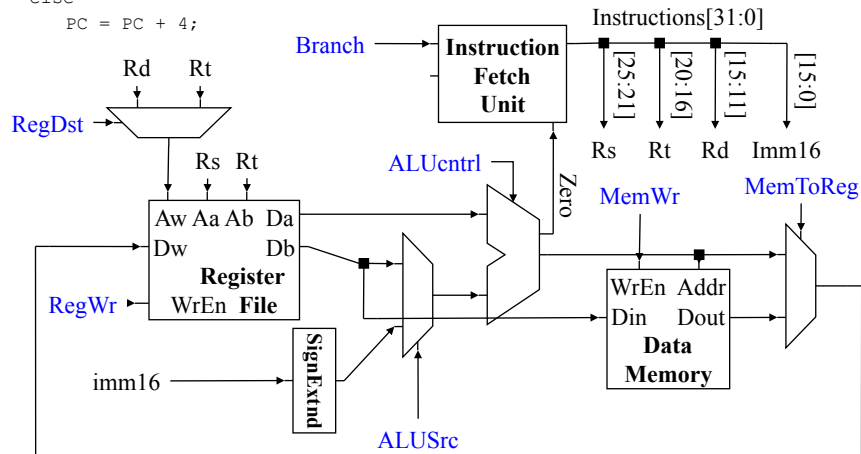 else
PC = PC + 4;
Instructions[31:0]
Branch
Instruction
Fetch
Unit
[25:21]
[20:16]
[15:11]
[15:0]
Rd Rt
RegDst
Rs Rt Rd Imm16
Rs Rt
ALUcntrl
Zero
MemWr
MemToReg
Aw Aa Ab Da
Dw Db
Register
WrEn File
RegWr
WrEn Addr
Din Dout
Data
Memory
SignExtnd
imm16
ALUSrc